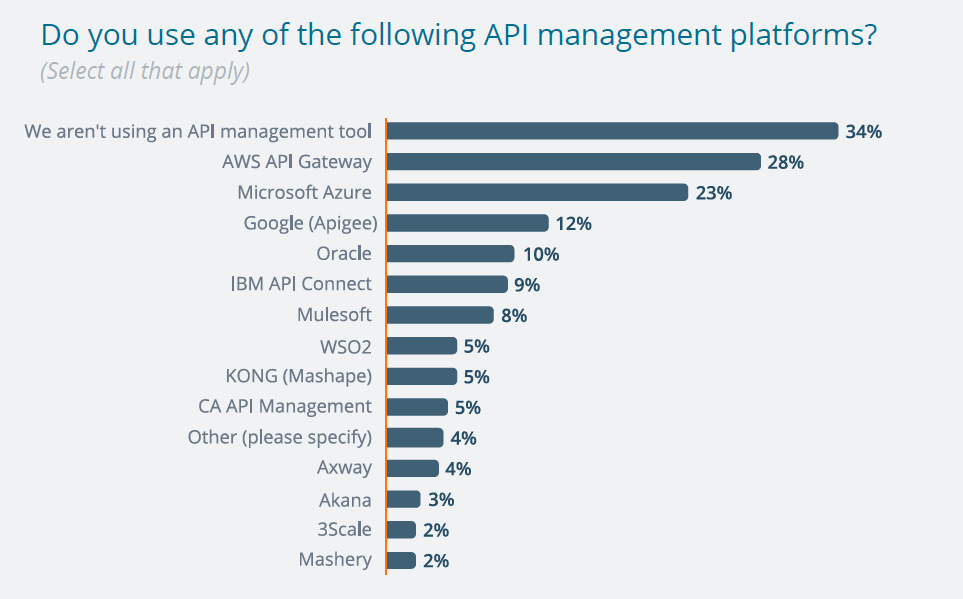 Do you use any of the following API management platforms?
(Select all that apply)
We aren't using an API management tool 34%
AWS API Gateway 28%
Microsoft Azure 23%
Google (Apigee) 12%
Oracle 10%
IBM API Connect 9%
Mulesoft 8%
WSO2 5%
KONG (Mashape) 5%
CA API Management 5%
Other (please specify) 4%
Axway 4%
Akana 3%
3Scale 2%
Mashery 2%